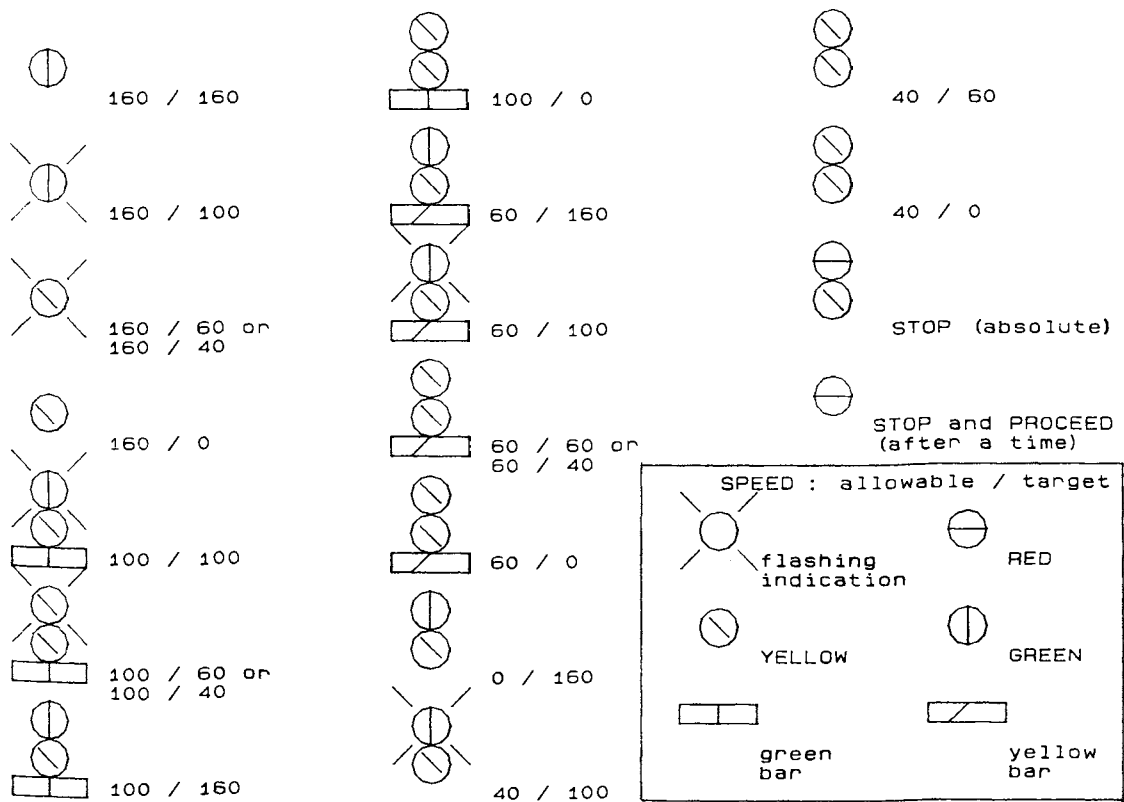 160 / 160
160 / 100
160 / 60 or
160 / 40
160 / 0
100 / 100
100 / 60 or
100 / 40
100 / 160
100 / 0
60 / 160
60 / 100
60 / 60 or
60 / 40
60 / 0
0 / 160
40 / 100
40 / 60
40 / 0
STOP (absolute)
STOP and PROCEED
(after a time)
SPEED : allowable / target
flashing
indication
RED
YELLOW
GREEN
green
bar
yellow
bar